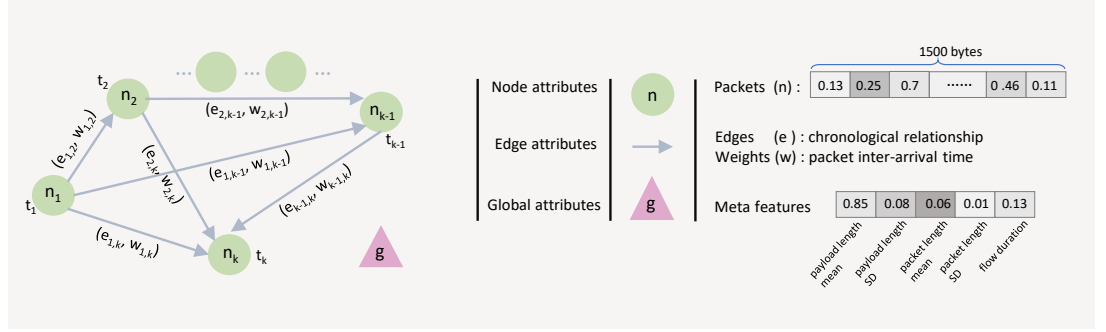 t2
n2
... ... ...
(e2,k-1, w2,k-1)
nk-1
tk-1
(e1,2, w1,2)
(e2,k, w2,k)
(e1,k-1, w1,k-1)
(ek-1,k, wk-1,k)
n1
t1
(e1,k, w1,k)
nk
tk
g
Node attributes
n
Edge attributes
Global attributes
g
1500 bytes
Packets (n) :
0.13 0.25 0.7 ...... 0 .46 0.11
Edges (e ) : chronological relationship
Weights (w) : packet inter-arrival time
Meta features
0.85 0.08 0.06 0.01 0.13
payload length
mean
payload length
SD
packet length
mean
packet length
SD
flow duration